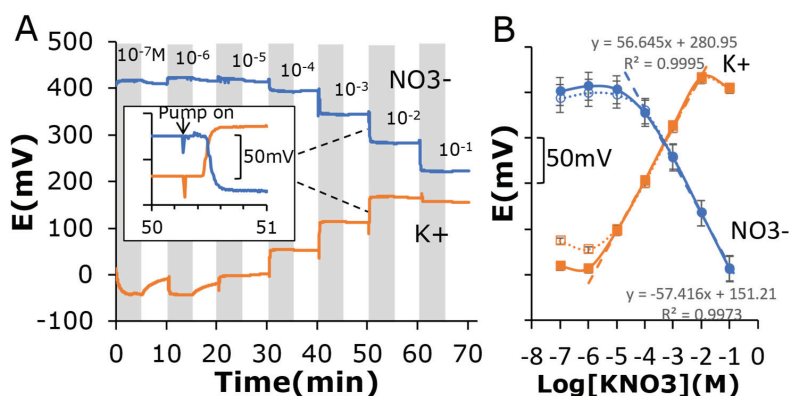 A
500
400
300
200
100
0
-100
E(mV)
10-7M
10-6
10-5
10-4
10-3
10-2
10-1
NO3-
Pump on
50mV
50
51
K+
0 10 20 30 40 50 60 70
Time(min)
B
y = 56.645x + 280.95
R² = 0.9995
K+
50mV
E(mV)
NO3-
y = -57.416x + 151.21
R² = 0.9973
-8 -7 -6 -5 -4 -3 -2 -1 0
Log[KNO3](M)